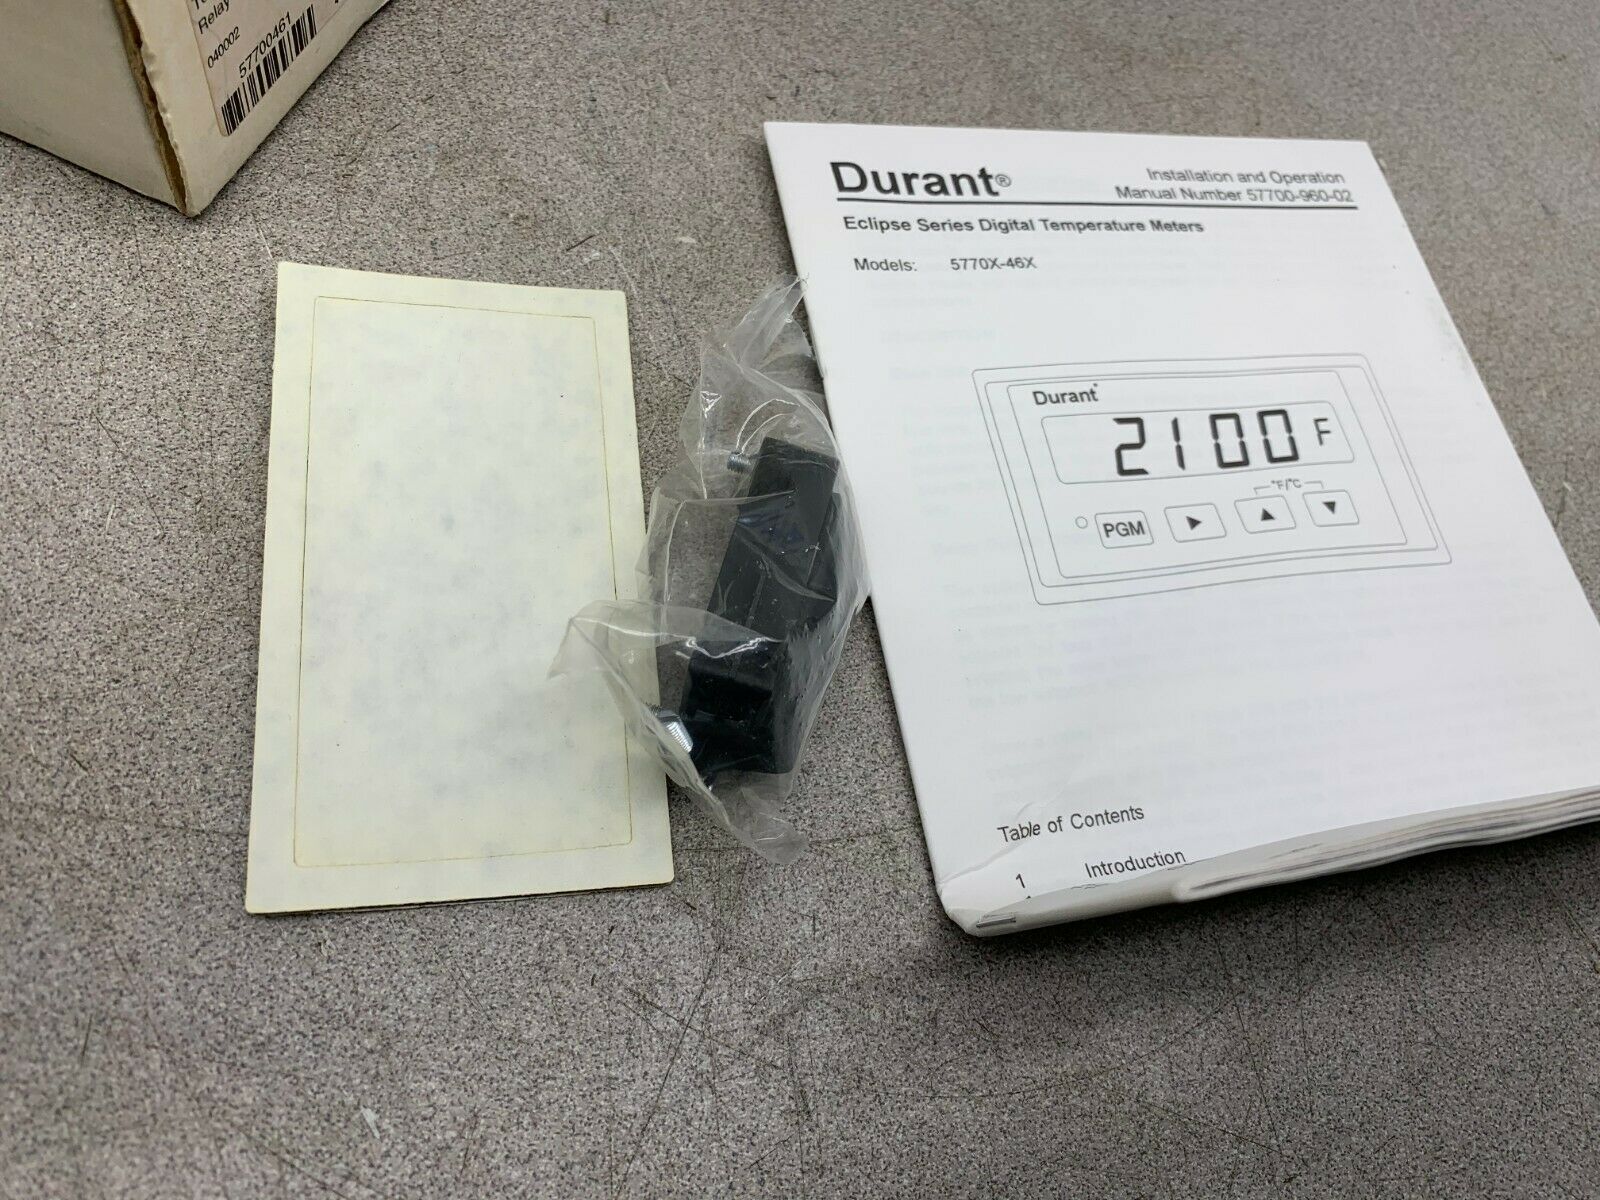 Relay
040002
57700461
Durant®
Installation and Operation
Manual Number 57700-960-02
Eclipse Series Digital Temperature Meters
Models: 5770X-46X
Durant®
2100 F
°F/°C
PGM
Table of Contents
1 Introduction